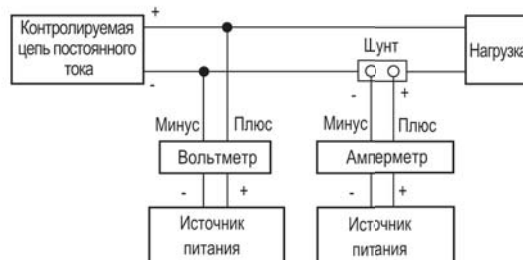 Контролируемая
цепь постоянного
тока
+
-
Шунт
Нагрузка
- +
Минус Плюс
Минус Плюс
Вольтметр
Амперметр
- +
- +
Источник
питания
Источник
питания